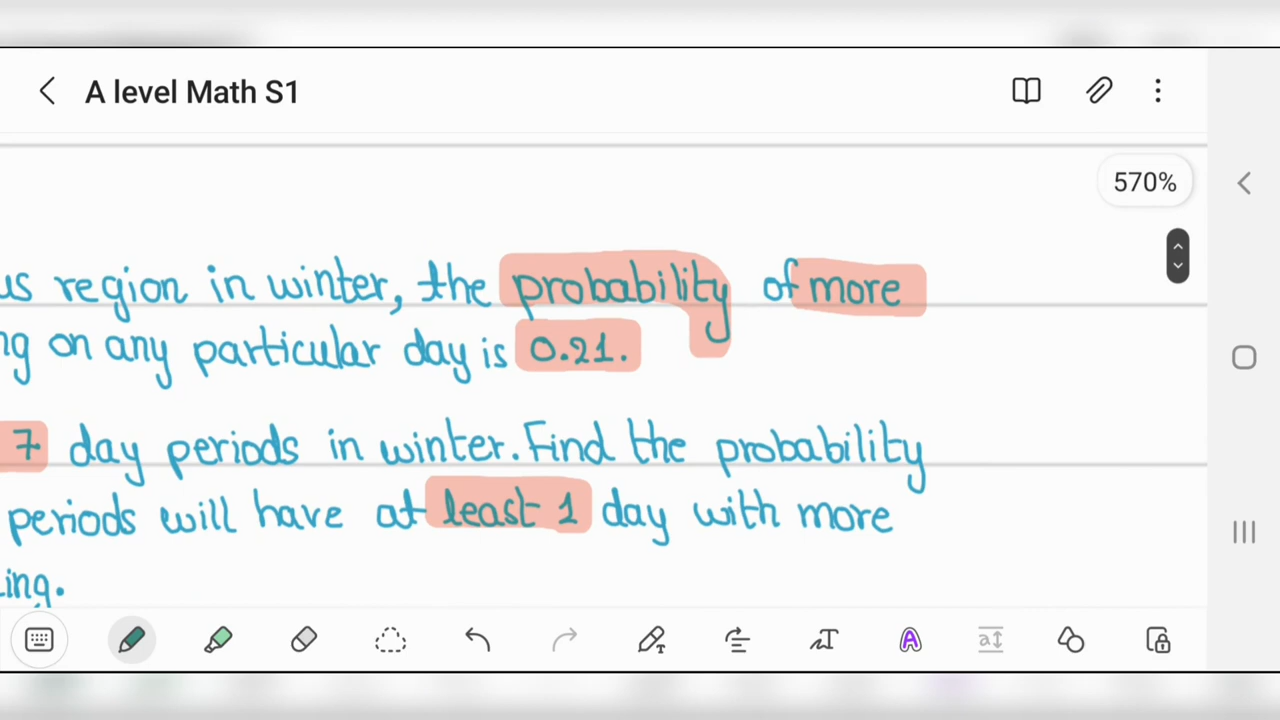 A level Math S1
570%
us region in winter, the probability of more
ng on any particular day is 0.21.
7 day periods in winter. Find the probability
periods will have at least 1 day with more
ing.